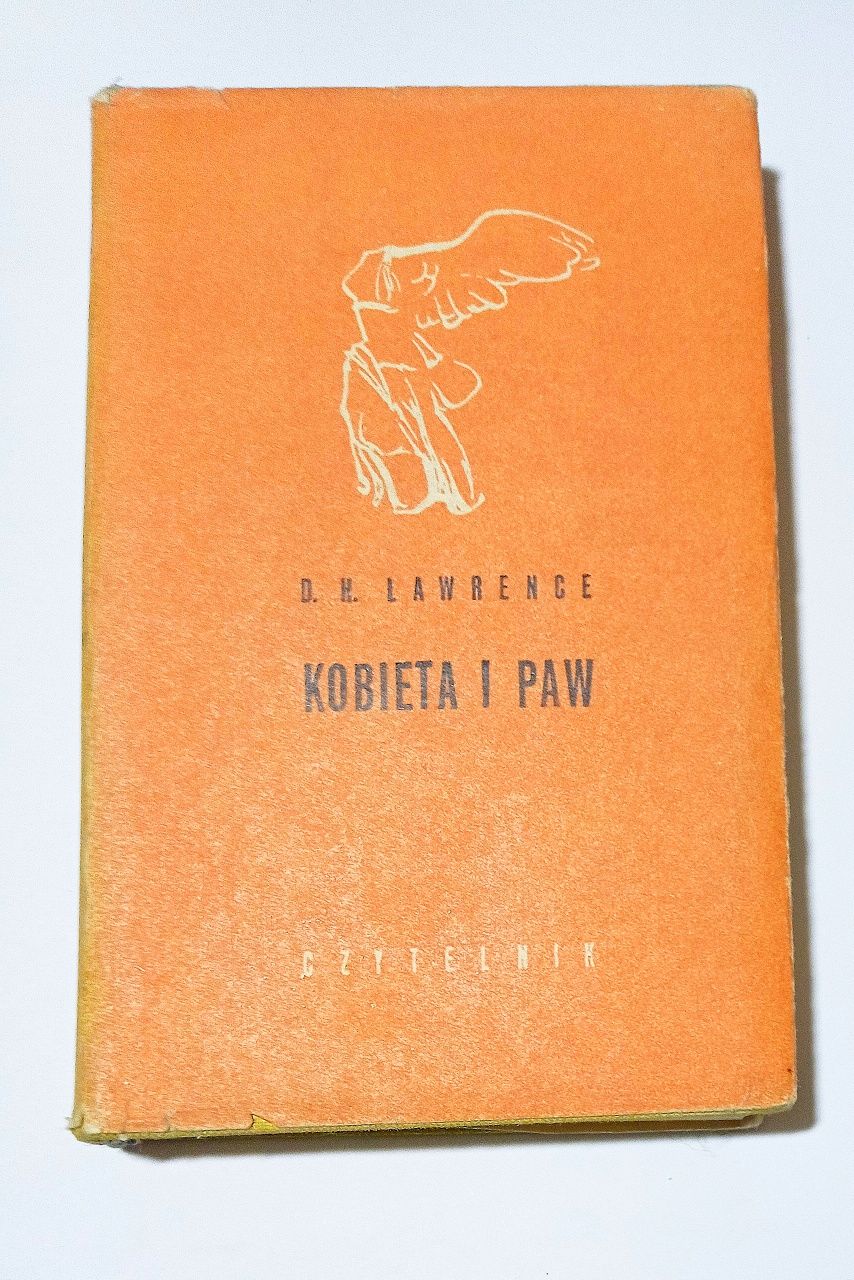 D. H. LAWRENCE
KOBIETA I PAW
CZYTELNIK